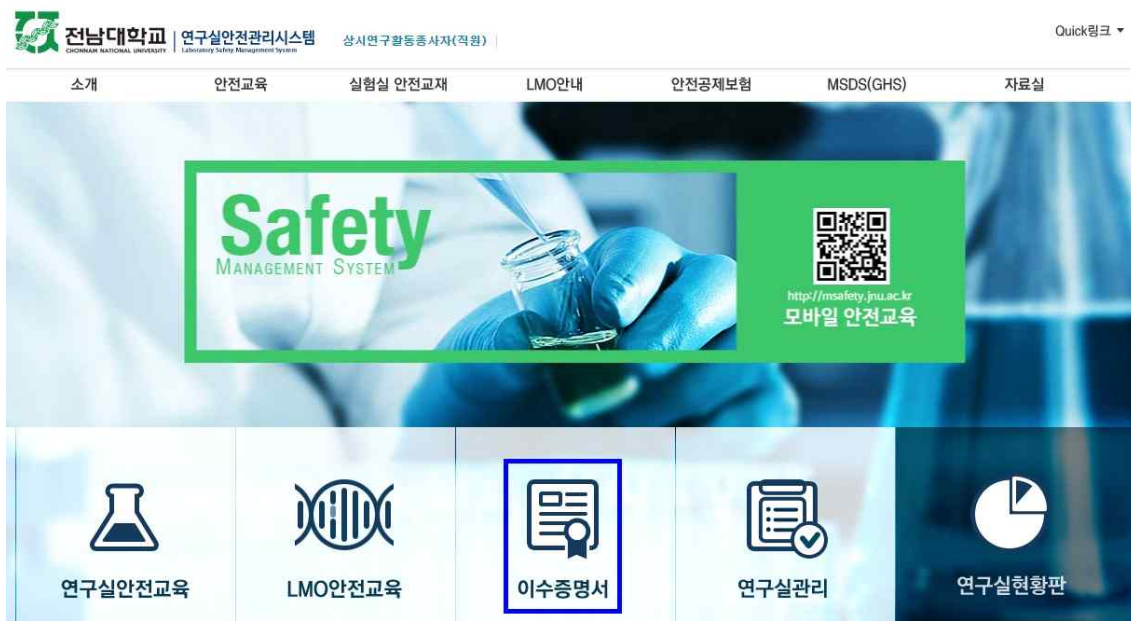 전남대학교
CHONNAM NATIONAL UNIVERSITY
연구실안전관리시스템
Laboratory Safety Management System
상시연구활동종사자(직원)
Quick링크 ▼
소개 안전교육 실험실 안전교재 LMO안내 안전공제보험 MSDS(GHS) 자료실
Safety
MANAGEMENT SYSTEM
http://msafety.jnu.ac.kr
모바일 안전교육
연구실안전교육 LMO안전교육 이수증명서 연구실관리 연구실현황판